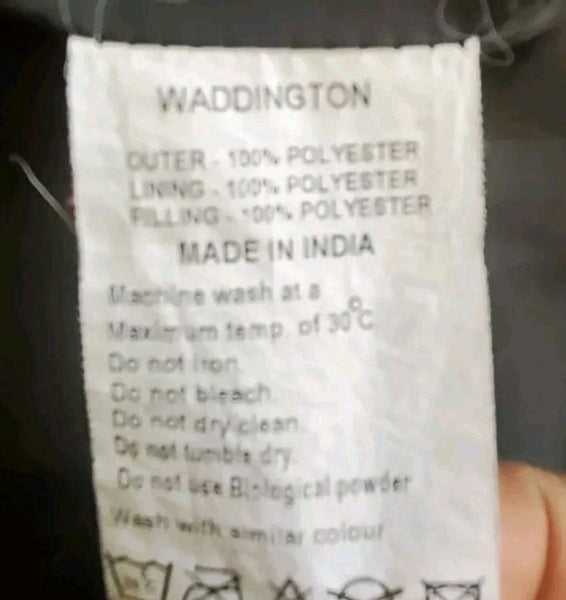 WADDINGTON
OUTER - 100% POLYESTER
LINING - 100% POLYESTER
FILLING - 100% POLYESTER
MADE IN INDIA
Machine wash at a
Maximum temp. of 30°C
Do not iron
Do not bleach
Do not dry clean
Do not tumble dry
Do not use Biological powder
Wash with similar colour